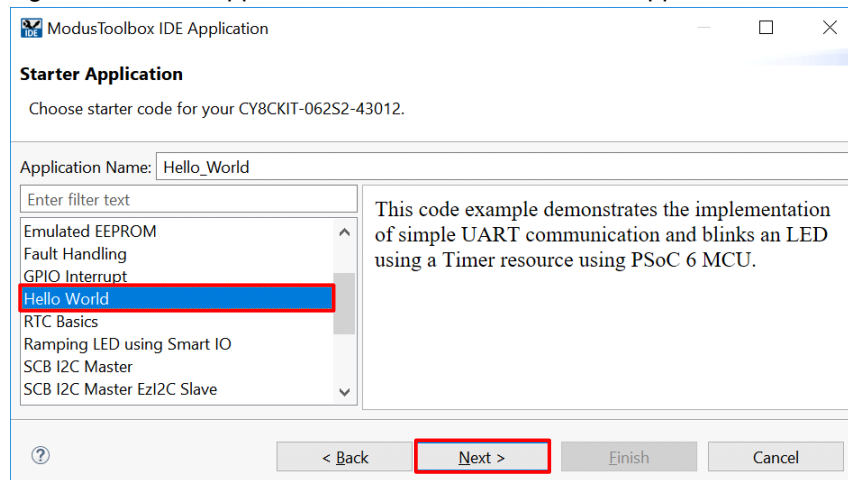 ModusToolbox IDE Application
Starter Application
Choose starter code for your CY8CKIT-062S2-43012.
Application Name: Hello_World
Enter filter text
Emulated EEPROM
Fault Handling
GPIO Interrupt
Hello World
RTC Basics
Ramping LED using Smart IO
SCB I2C Master
SCB I2C Master EzI2C Slave
This code example demonstrates the implementation
of simple UART communication and blinks an LED
using a Timer resource using PSoC 6 MCU.
< Back Next > Finish Cancel